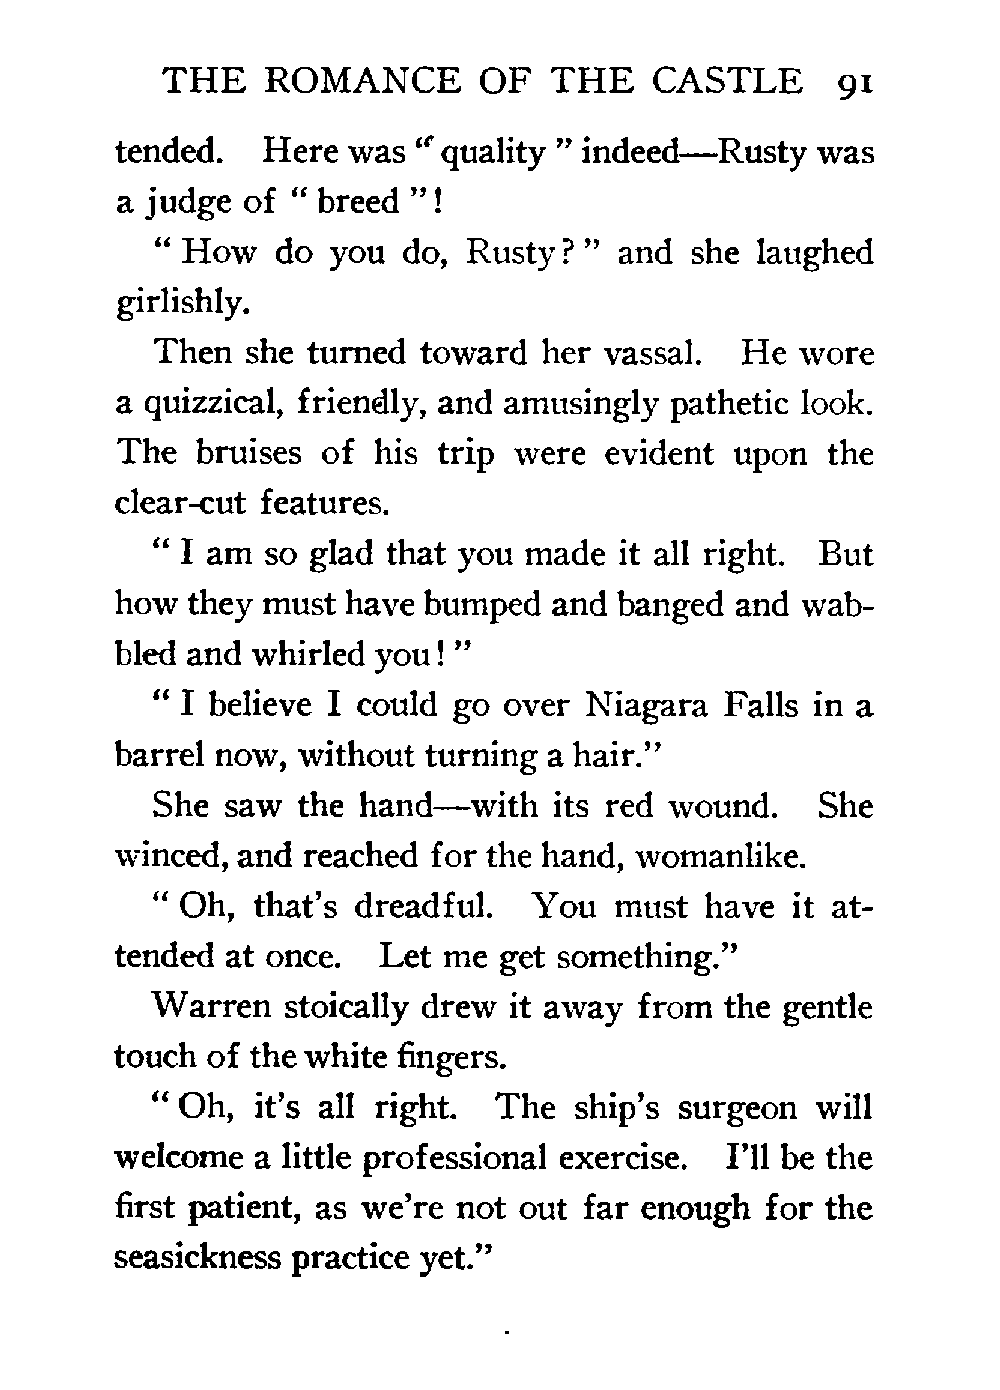 THE ROMANCE OF THE CASTLE 91
tended. Here was " quality " indeed—Rusty was
a judge of " breed "!
" How do you do, Rusty? " and she laughed
girlishly.
Then she turned toward her vassal. He wore
a quizzical, friendly, and amusingly pathetic look.
The bruises of his trip were evident upon the
clear-cut features.
" I am so glad that you made it all right. But
how they must have bumped and banged and wab-
bled and whirled you! "
" I believe I could go over Niagara Falls in a
barrel now, without turning a hair."
She saw the hand—with its red wound. She
winced, and reached for the hand, womanlike.
" Oh, that's dreadful. You must have it at-
tended at once. Let me get something."
Warren stoically drew it away from the gentle
touch of the white fingers.
" Oh, it's all right. The ship's surgeon will
welcome a little professional exercise. I'll be the
first patient, as we're not out far enough for the
seasickness practice yet."